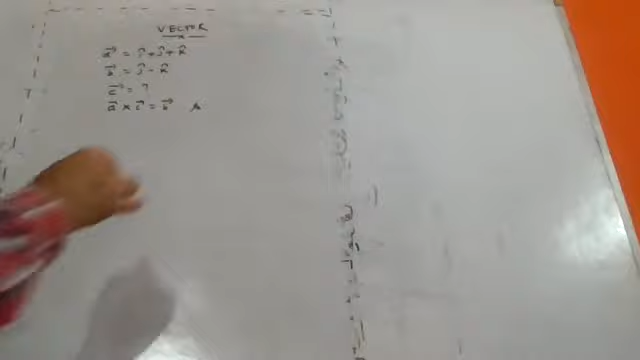 VECTOR
a⃗ = î+ĵ+k̂
b⃗ = ĵ-k̂
c⃗ = ?
a⃗ × c⃗ = b⃗